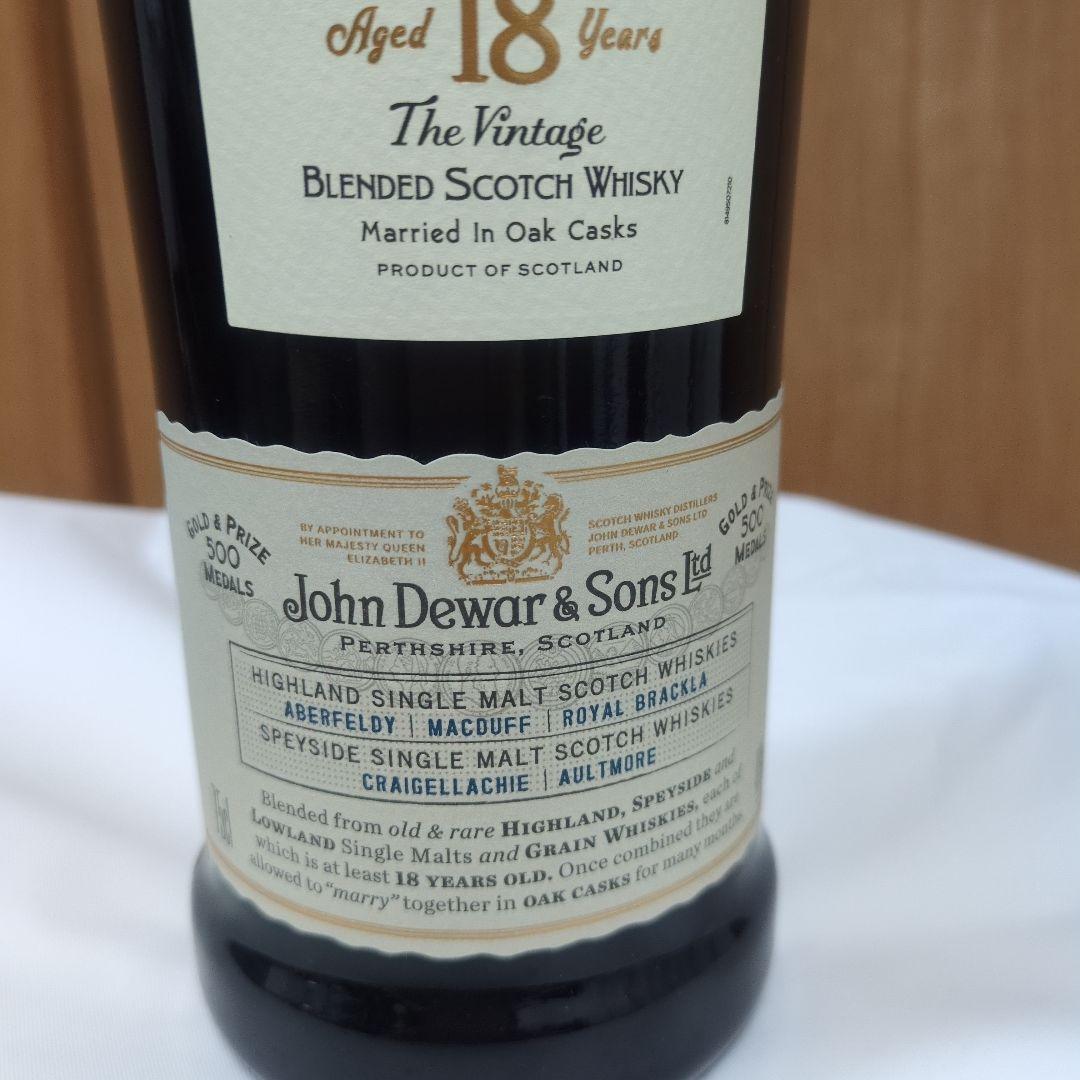 Aged 18 Years
The Vintage
BLENDED SCOTCH WHISKY
Married In Oak Casks
PRODUCT OF SCOTLAND
GOLD & PRIZE
500
MEDALS
BY APPOINTMENT TO
HER MAJESTY QUEEN
ELIZABETH II
SCOTCH WHISKY DISTILLERS
JOHN DEWAR & SONS LTD
PERTH, SCOTLAND
GOLD & PRIZE
500
MEDALS
John Dewar & Sons Ltd
PERTHSHIRE, SCOTLAND
HIGHLAND SINGLE MALT SCOTCH WHISKIES
ABERFELDY | MACDUFF | ROYAL BRACKLA
SPEYSIDE SINGLE MALT SCOTCH WHISKIES
CRAIGELLACHIE | AULTMORE
Blended from old & rare HIGHLAND, SPEYSIDE and
LOWLAND Single Malts and GRAIN WHISKIES, each of
which is at least 18 YEARS OLD. Once combined they are
allowed to "marry" together in OAK CASKS for many months.
75cl